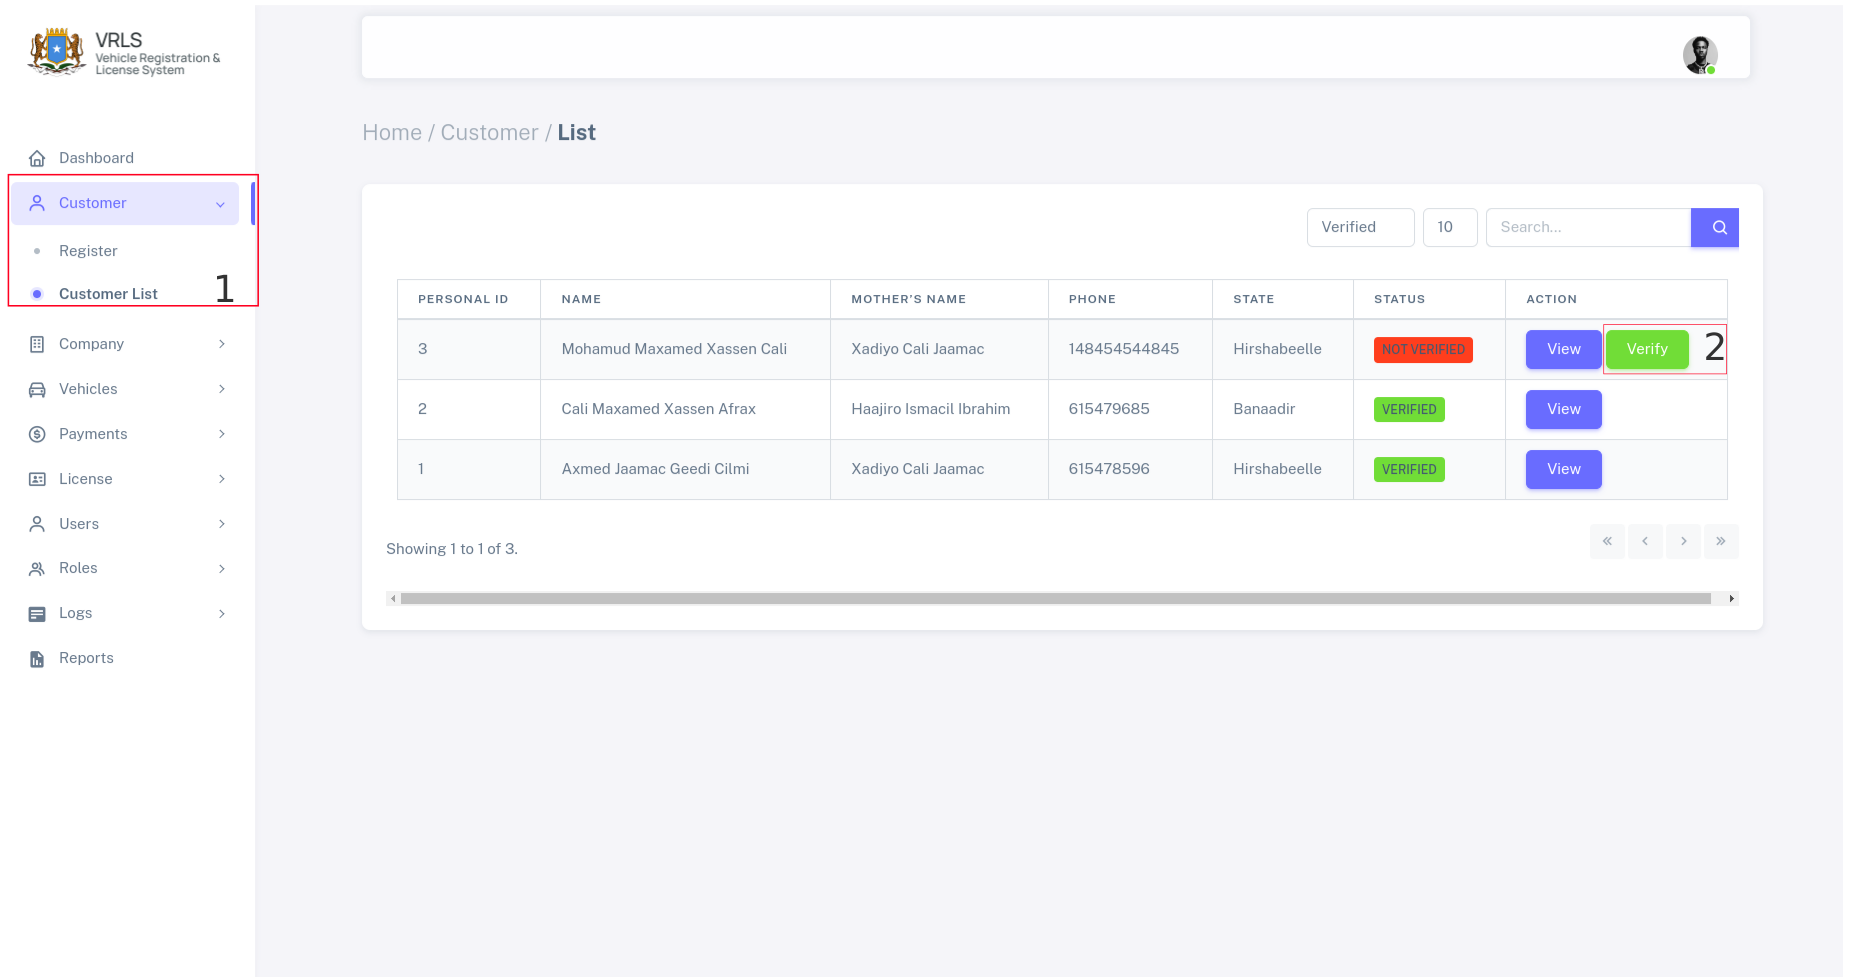 VRLS
Vehicle Registration &
License System
Dashboard
Customer
Register
Customer List
1
Company
Vehicles
Payments
License
Users
Roles
Logs
Reports
Home / Customer / List
Verified
10
Search...
PERSONAL ID NAME MOTHER'S NAME PHONE STATE STATUS ACTION
3 Mohamud Maxamed Xassen Cali Xadiyo Cali Jaamac 148454544845 Hirshabeelle NOT VERIFIED View Verify 2
2 Cali Maxamed Xassen Afrax Haajiro Ismacil Ibrahim 615479685 Banaadir VERIFIED View
1 Axmed Jaamac Geedi Cilmi Xadiyo Cali Jaamac 615478596 Hirshabeelle VERIFIED View
Showing 1 to 1 of 3.
« ‹ › »